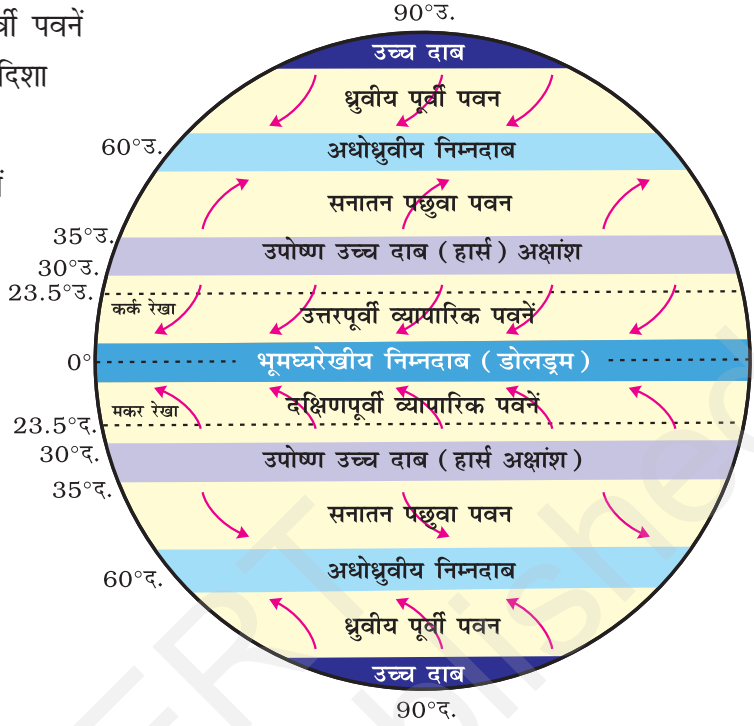 र्वी पवनें
दिशा
90°उ.
उच्च दाब
ध्रुवीय पूर्वी पवन
60°उ.
अधोध्रुवीय निम्नदाब
सनातन पछुवा पवन
35°उ.
उपोष्ण उच्च दाब (हार्स) अक्षांश
30°उ.
23.5°उ.
कर्क रेखा
उत्तरपूर्वी व्यापारिक पवनें
0°
भूमघ्यरेखीय निम्नदाब (डोलड्रम)
मकर रेखा
दक्षिणपूर्वी व्यापारिक पवनें
23.5°द.
30°द.
उपोष्ण उच्च दाब (हार्स अक्षांश)
35°द.
सनातन पछुवा पवन
60°द.
अधोध्रुवीय निम्नदाब
ध्रुवीय पूर्वी पवन
उच्च दाब
90°द.